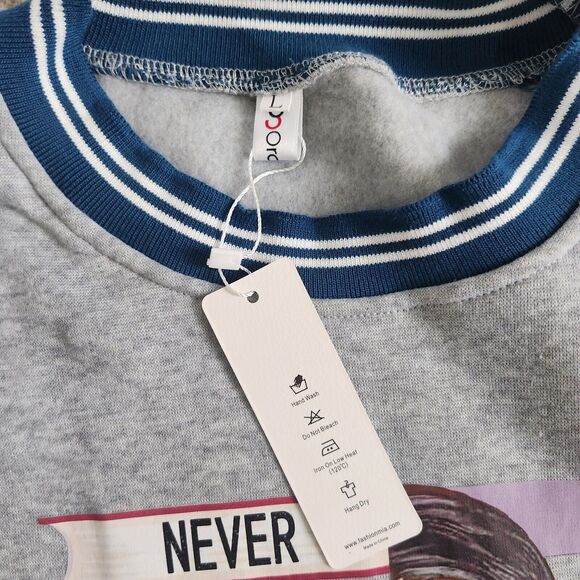 Hand Wash
Do Not Bleach
Iron On Low Heat
(120°C)
Hang Dry
www.fashionmia.com
Made In China
NEVER